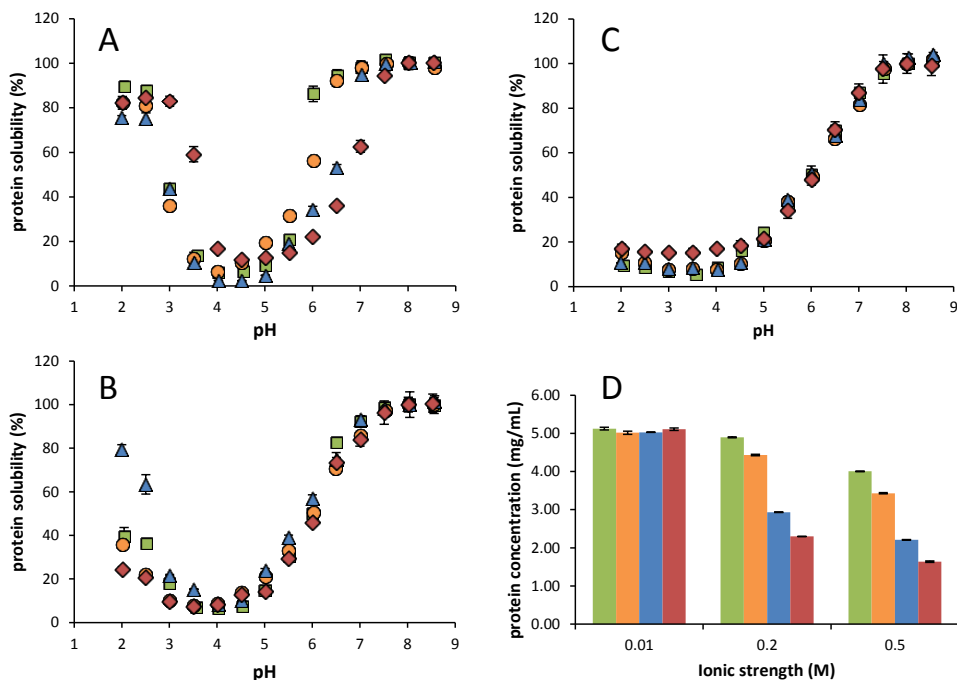 A
protein solubility (%)
120
100
80
60
40
20
0
1 2 3 4 5 6 7 8 9
pH
C
protein solubility (%)
120
100
80
60
40
20
0
1 2 3 4 5 6 7 8 9
pH
B
protein solubility (%)
120
100
80
60
40
20
0
1 2 3 4 5 6 7 8 9
pH
D
protein concentration (mg/mL)
6.00
5.00
4.00
3.00
2.00
1.00
0.00
0.01 0.2 0.5
Ionic strength (M)